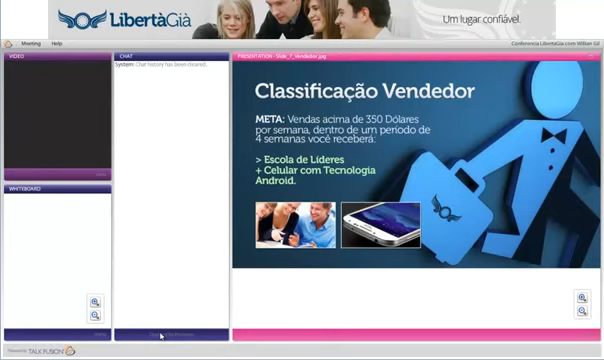 LibertàGià
Um lugar confiável.
Meeting Help
Conferencia LibertaGia com Willian Gil
VIDEO
CHAT
PRESENTATION - Slide_7_Vendedor.jpg
System: Chat history has been cleared.
Classificação Vendedor
META: Vendas acima de 350 Dólares
por semana, dentro de um período de
4 semanas você receberá:
> Escola de Líderes
+ Celular com Tecnologia
Android.
WHITEBOARD
Powered by TALK FUSION